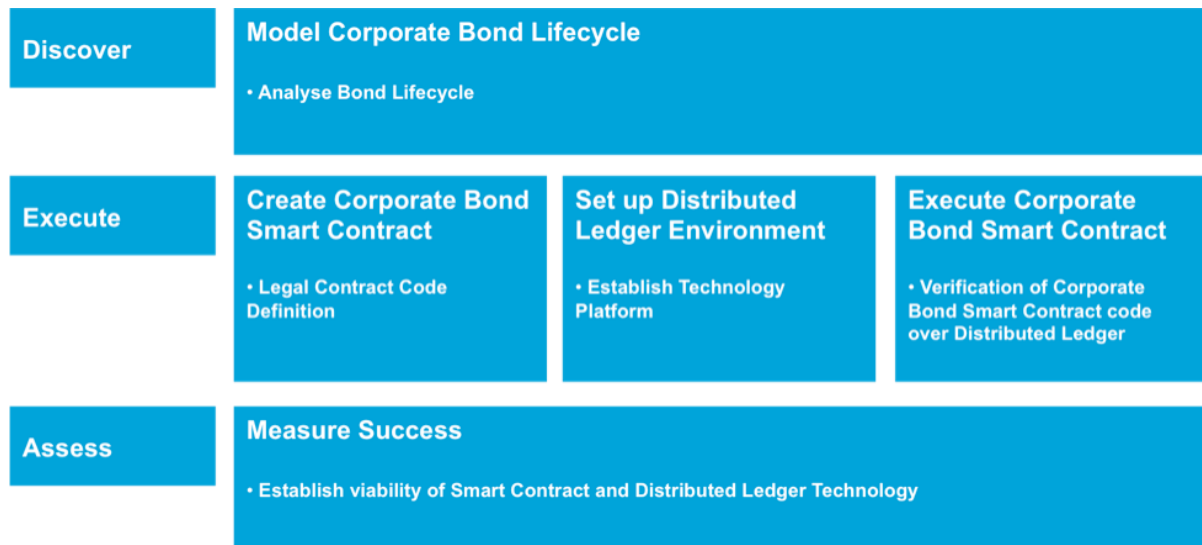 Discover
Model Corporate Bond Lifecycle
• Analyse Bond Lifecycle
Execute
Create Corporate Bond
Smart Contract
• Legal Contract Code
Definition
Set up Distributed
Ledger Environment
• Establish Technology
Platform
Execute Corporate
Bond Smart Contract
• Verification of Corporate
Bond Smart Contract code
over Distributed Ledger
Assess
Measure Success
• Establish viability of Smart Contract and Distributed Ledger Technology